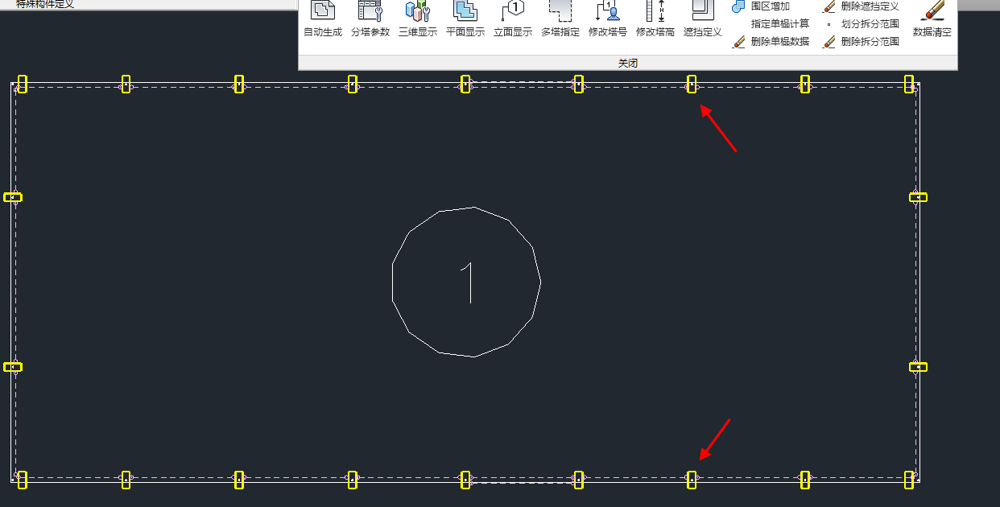 特殊构件定义
自动生成 分塔参数 三维显示 平面显示 立面显示 多塔指定 修改塔号 修改塔高 遮挡定义 围区增加 指定单榀计算 删除单榀数据 删除遮挡定义 划分拆分范围 删除拆分范围 数据清空
关闭
1